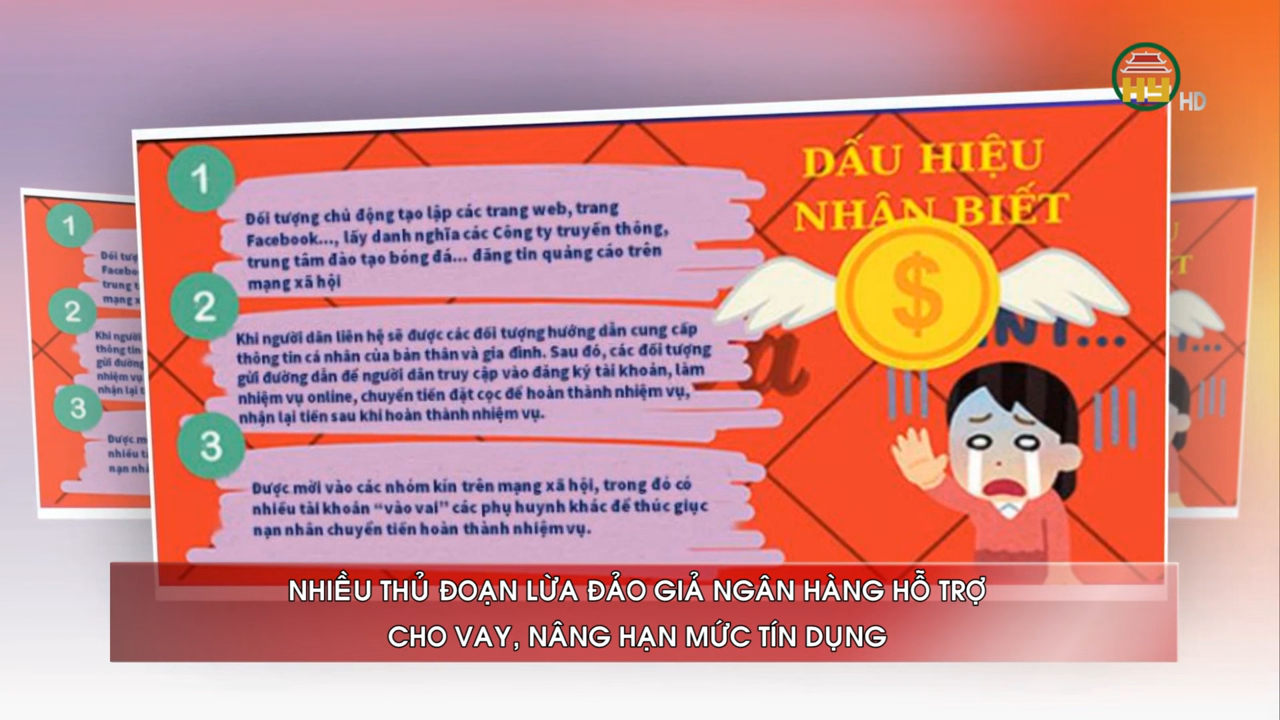 HY HD
DẤU HIỆU
NHẬN BIẾT
1
Đối tượng chủ động tạo lập các trang web, trang
Facebook..., lấy danh nghĩa các Công ty truyền thông,
trung tâm đào tạo bóng đá... đăng tin quảng cáo trên
mạng xã hội
2
Khi người dân liên hệ sẽ được các đối tượng hướng dẫn cung cấp
thông tin cá nhân của bản thân và gia đình. Sau đó, các đối tượng
gửi đường dẫn để người dân truy cập vào đăng ký tài khoản, làm
nhiệm vụ online, chuyển tiền đặt cọc để hoàn thành nhiệm vụ,
nhận lại tiền sau khi hoàn thành nhiệm vụ.
3
Được mời vào các nhóm kín trên mạng xã hội, trong đó có
nhiều tài khoản “vào vai” các phụ huynh khác để thúc giục
nạn nhân chuyển tiền hoàn thành nhiệm vụ.
$
NHIỀU THỦ ĐOẠN LỪA ĐẢO GIẢ NGÂN HÀNG HỖ TRỢ
CHO VAY, NÂNG HẠN MỨC TÍN DỤNG